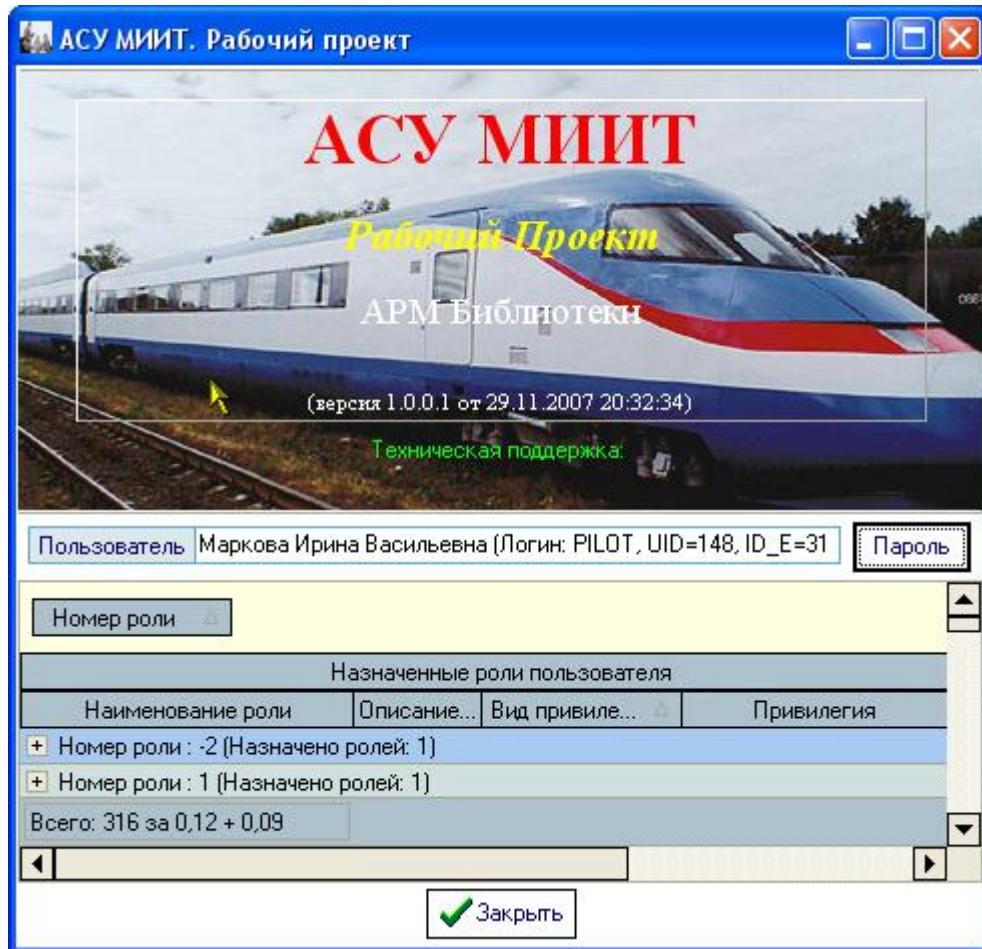 АСУ МИИТ. Рабочий проект
АСУ МИИТ
Рабочий Проект
АРМ Библиотеки
(версия 1.0.0.1 от 29.11.2007 20:32:34)
Техническая поддержка:
Пользователь Маркова Ирина Васильевна (Логин: PILOT, UID=148, ID_E=31 Пароль
Номер роли
Назначенные роли пользователя
Наименование роли Описание... Вид привиле... Привилегия
Номер роли : -2 (Назначено ролей: 1)
Номер роли : 1 (Назначено ролей: 1)
Всего: 316 за 0,12 + 0,09
Закрыть